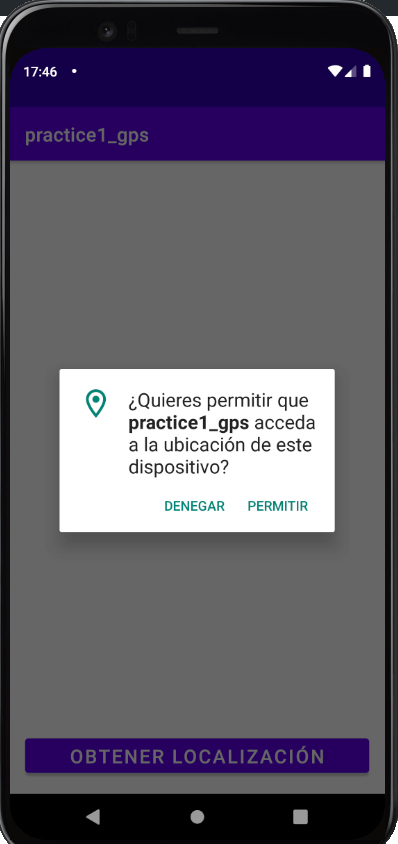 17:46
practice1_gps
¿Quieres permitir que
practice1_gps acceda
a la ubicación de este
dispositivo?
DENEGAR PERMITIR
OBTENER LOCALIZACIÓN